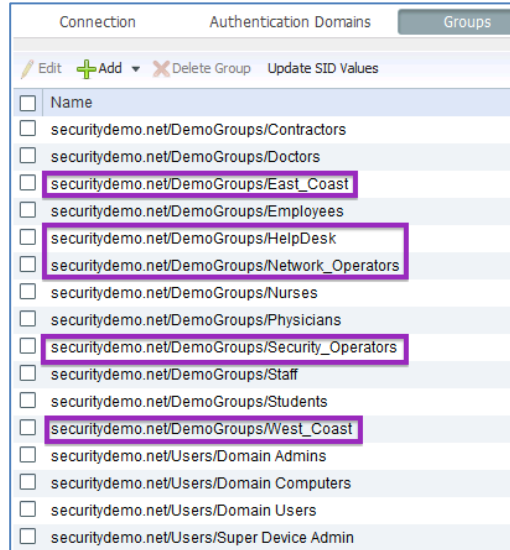 Connection Authentication Domains Groups
Edit Add Delete Group Update SID Values
Name
securitydemo.net/DemoGroups/Contractors
securitydemo.net/DemoGroups/Doctors
securitydemo.net/DemoGroups/East_Coast
securitydemo.net/DemoGroups/Employees
securitydemo.net/DemoGroups/HelpDesk
securitydemo.net/DemoGroups/Network_Operators
securitydemo.net/DemoGroups/Nurses
securitydemo.net/DemoGroups/Physicians
securitydemo.net/DemoGroups/Security_Operators
securitydemo.net/DemoGroups/Staff
securitydemo.net/DemoGroups/Students
securitydemo.net/DemoGroups/West_Coast
securitydemo.net/Users/Domain Admins
securitydemo.net/Users/Domain Computers
securitydemo.net/Users/Domain Users
securitydemo.net/Users/Super Device Admin